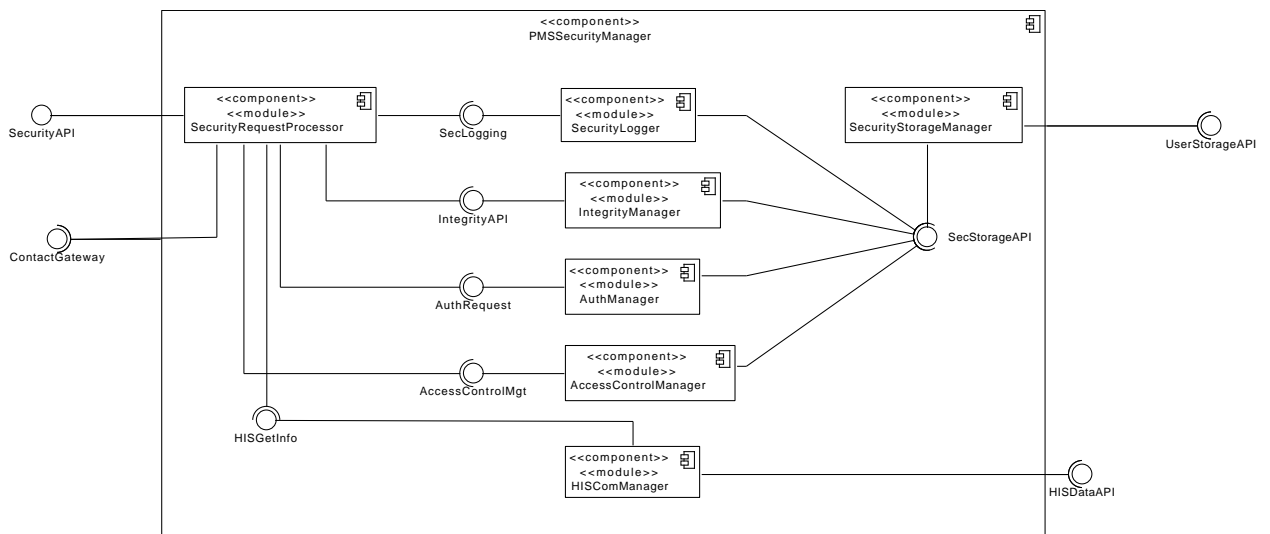 <<component>>
PMSSecurityManager
<<component>>
<<module>>
SecurityRequestProcessor
<<component>>
<<module>>
SecurityLogger
<<component>>
<<module>>
SecurityStorageManager
SecurityAPI
SecLogging
UserStorageAPI
<<component>>
<<module>>
IntegrityManager
IntegrityAPI
ContactGateway
SecStorageAPI
<<component>>
<<module>>
AuthManager
AuthRequest
<<component>>
<<module>>
AccessControlManager
AccessControlMgt
HISGetInfo
<<component>>
<<module>>
HISComManager
HISDataAPI